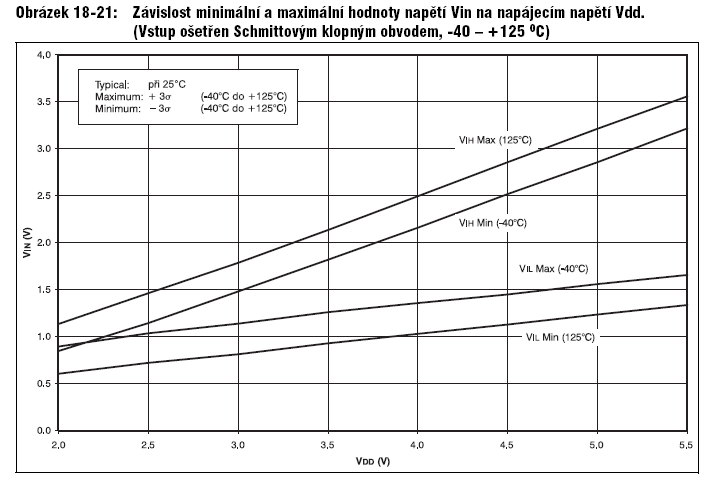 Obrázek 18-21: Závislost minimální a maximální hodnoty napětí Vin na napájecím napětí Vdd.
(Vstup ošetřen Schmittovým klopným obvodem, -40 – +125 ⁰C)
4,0
Typical: při 25°C
Maximum: + 3σ (-40°C do +125°C)
Minimum: – 3σ (-40°C do +125°C)
3.5
VIH Max (125°C)
3.0
2.5
VIH Min (-40°C)
2.0
VIN (V)
VIL Max (-40°C)
1.5
1.0
VIL Min (125°C)
0.5
0.0
2,0 2,5 3,0 3,5 4,0 4,5 5,0 5,5
VDD (V)